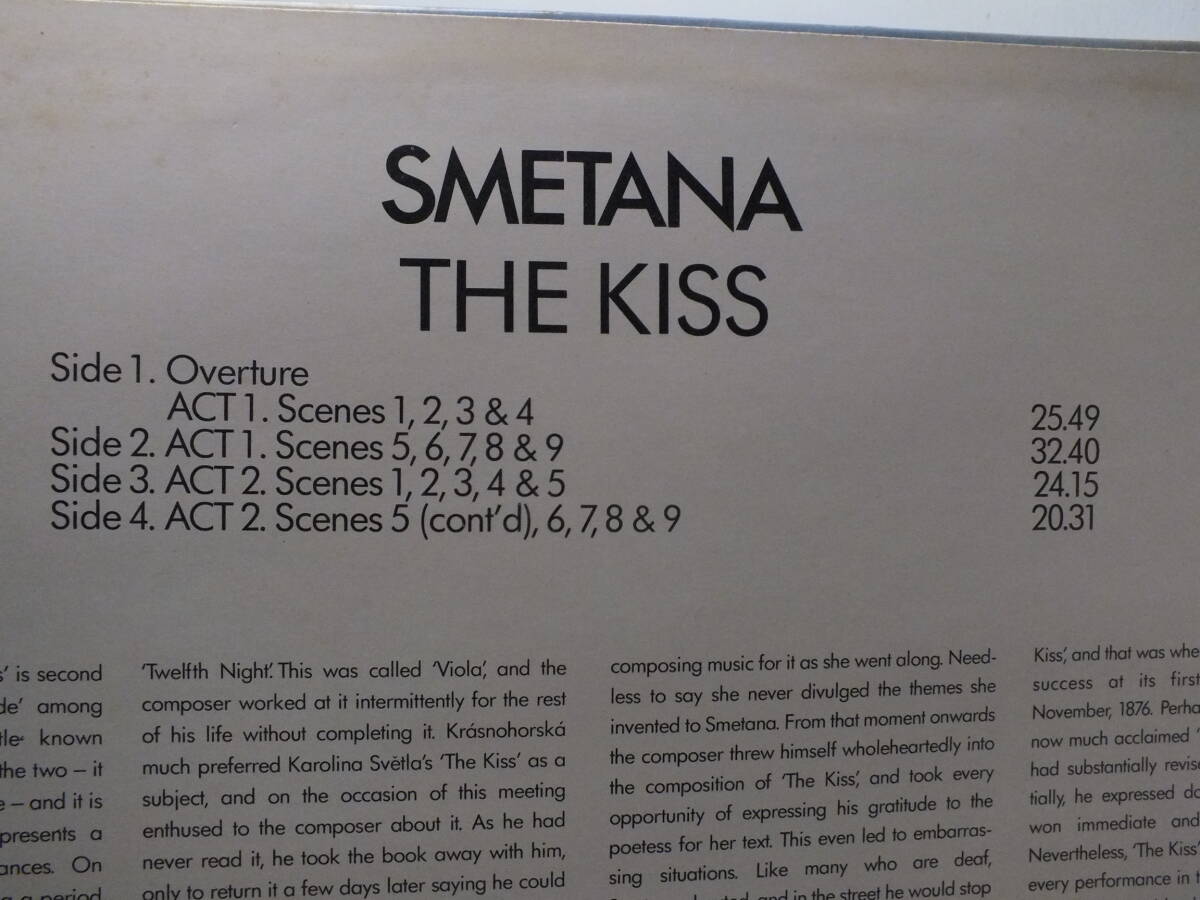 SMETANA
THE KISS
Side 1. Overture
ACT 1. Scenes 1, 2, 3 & 4 25.49
Side 2. ACT 1. Scenes 5, 6, 7, 8 & 9 32.40
Side 3. ACT 2. Scenes 1, 2, 3, 4 & 5 24.15
Side 4. ACT 2. Scenes 5 (cont'd), 6, 7, 8 & 9 20.31
is second
among
known
the two – it
– and it is
presents a
On
a period
'Twelfth Night'. This was called 'Viola', and the
composer worked at it intermittently for the rest
of his life without completing it. Krásnohorská
much preferred Karolina Svĕtla's 'The Kiss' as a
subject, and on the occasion of this meeting
enthused to the composer about it. As he had
never read it, he took the book away with him,
only to return it a few days later saying he could
composing music for it as she went along. Need-
less to say she never divulged the themes she
invented to Smetana. From that moment onwards
the composer threw himself wholeheartedly into
the composition of 'The Kiss', and took every
opportunity of expressing his gratitude to the
poetess for her text. This even led to embarras-
sing situations. Like many who are deaf,
and in the street he would stop
Kiss', and that was
success at its first
November, 1876.
now much acclaimed
had substantially
he expressed
won immediate and
Nevertheless, 'The Kiss'
every performance in